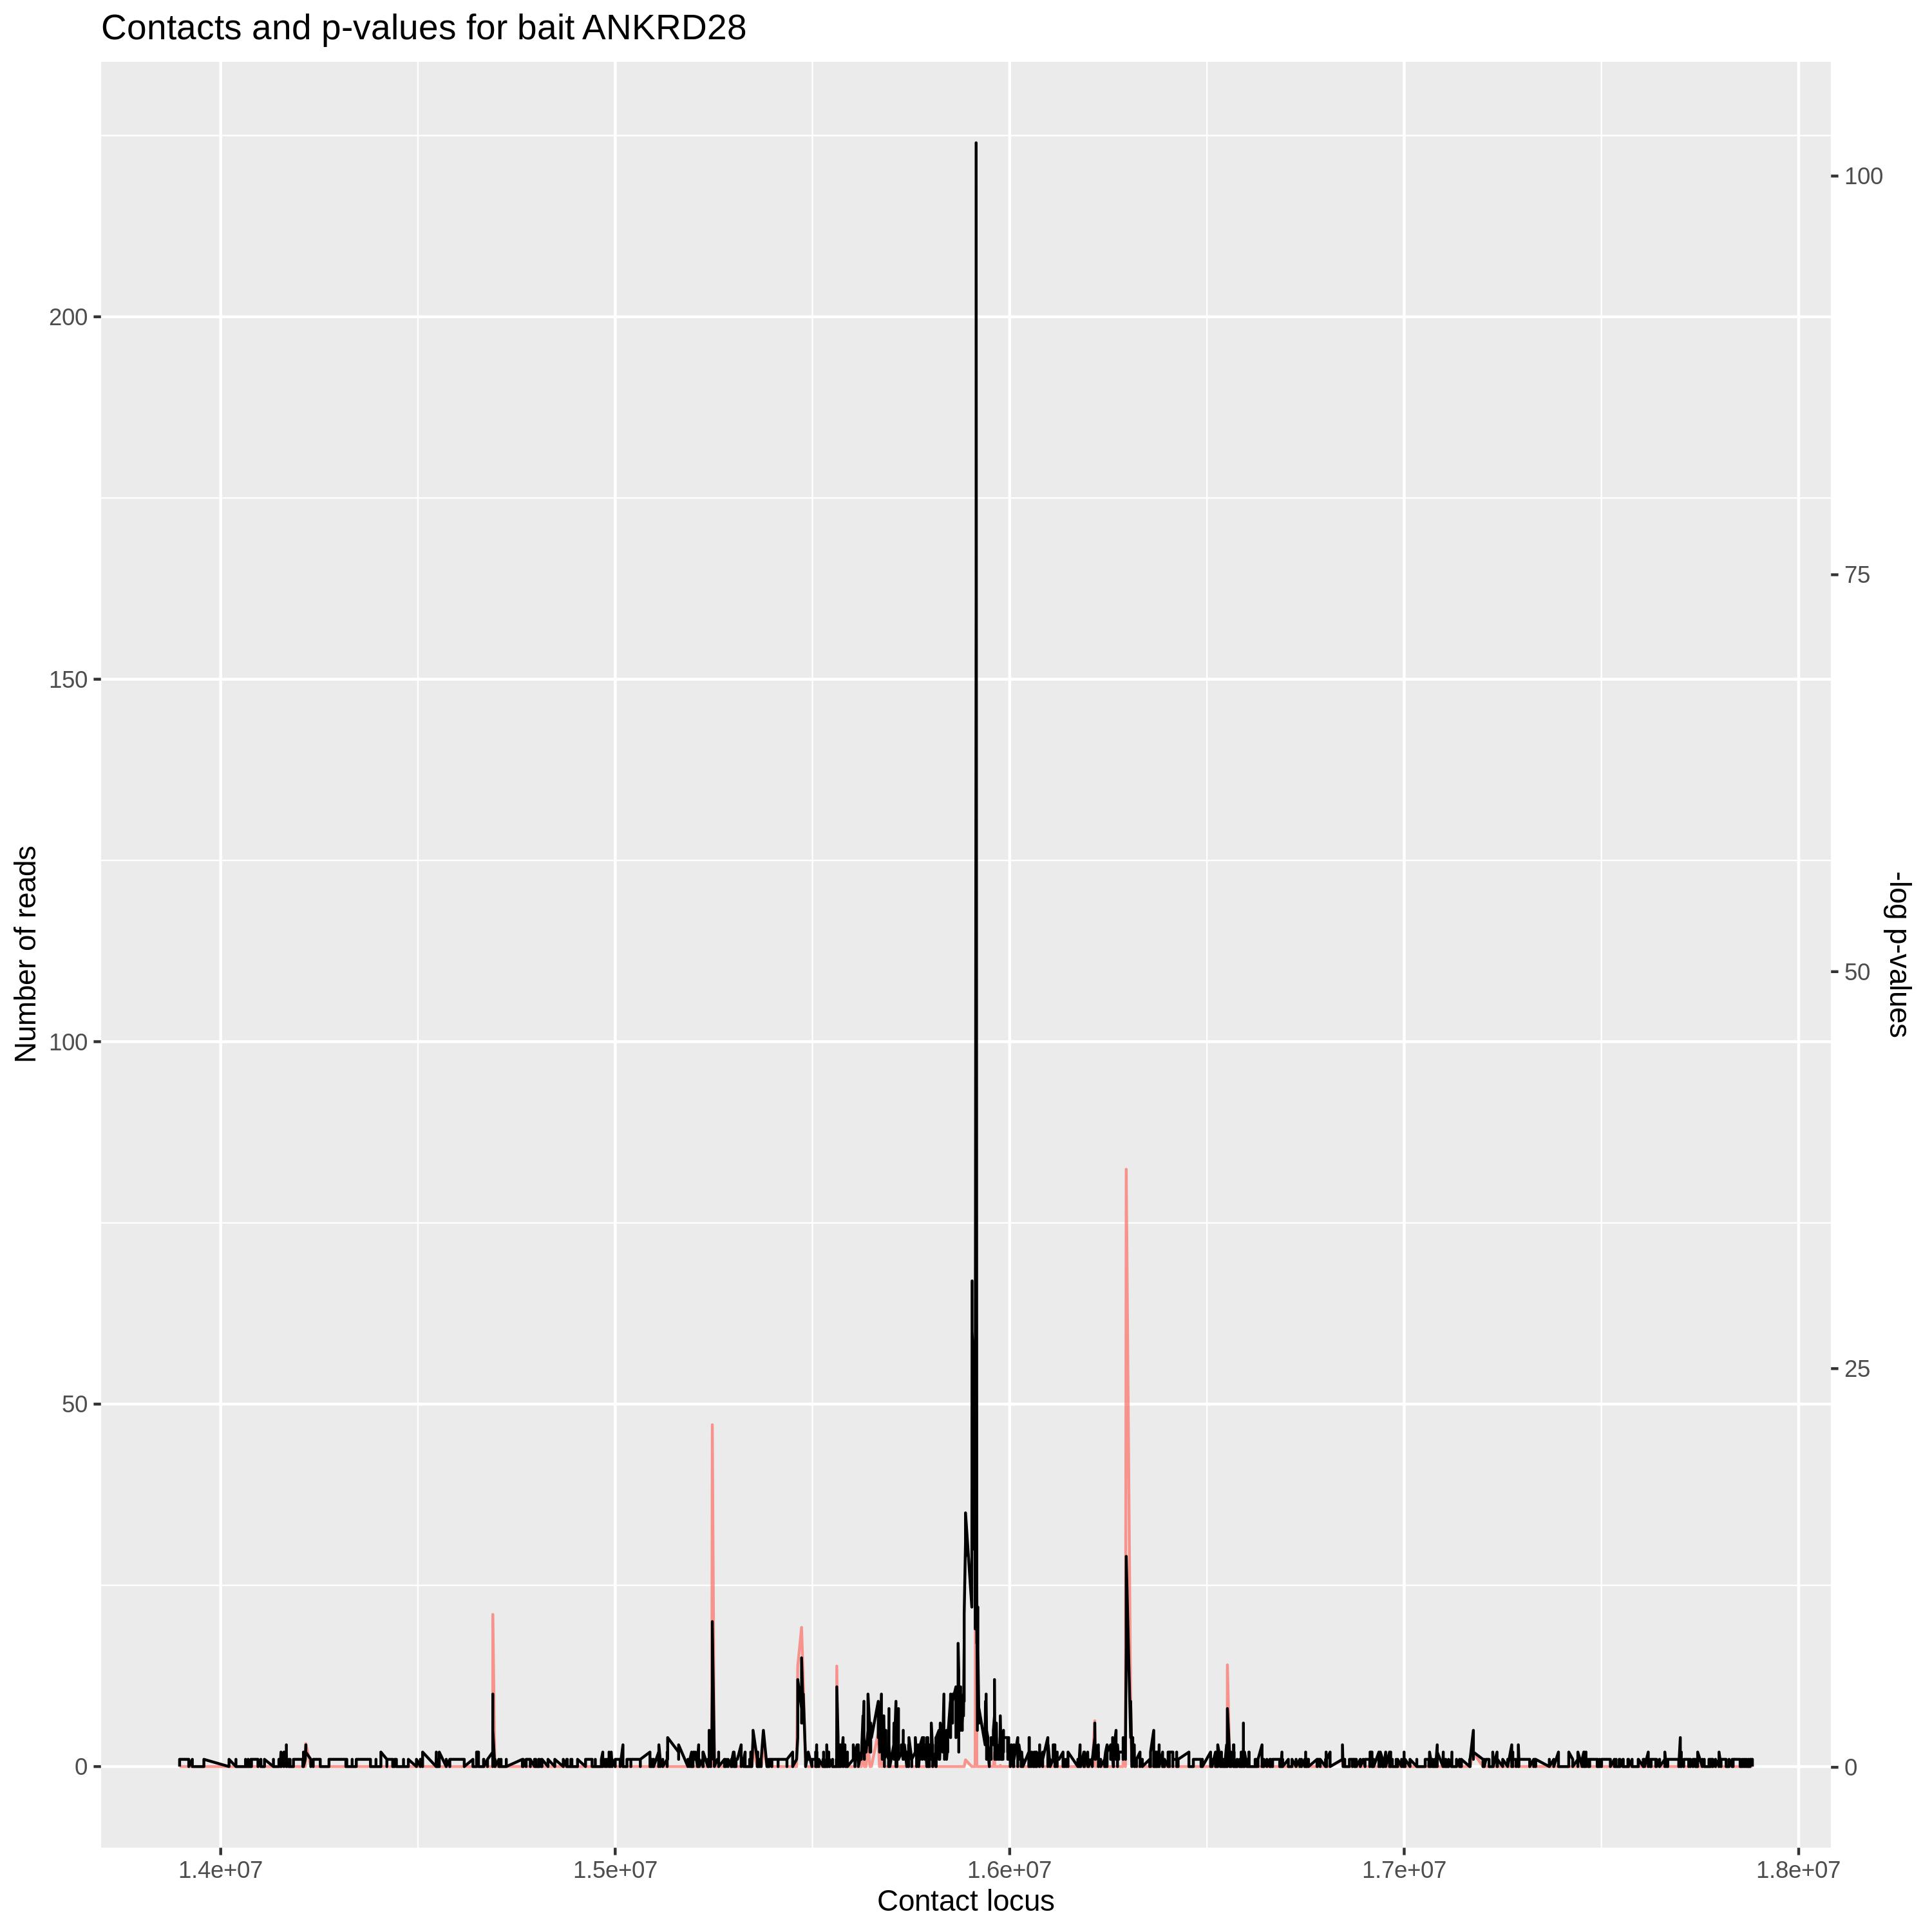 Contacts and p-values for bait ANKRD28
Number of reads
200
150
100
50
0
100
75
50
25
0
-log p-values
1.4e+07 1.5e+07 1.6e+07 1.7e+07 1.8e+07
Contact locus